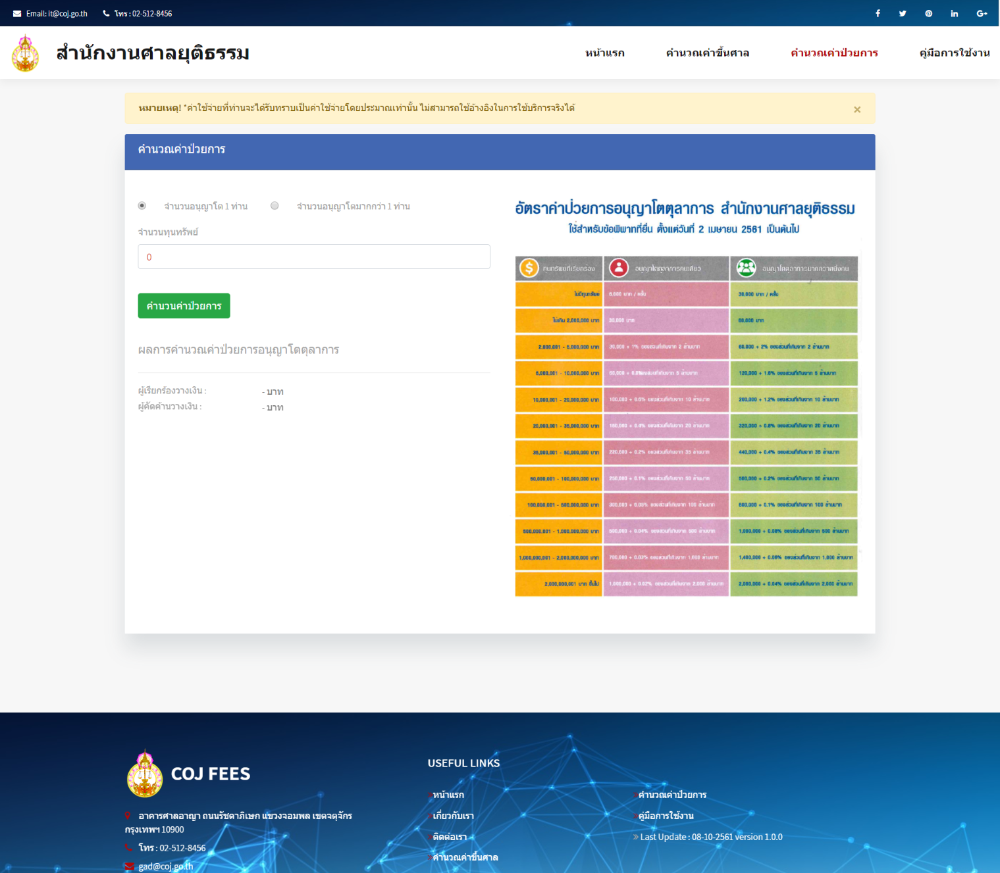 Email: it@coj.go.th โทร : 02-512-8456
สำนักงานศาลยุติธรรม
หน้าแรก คำนวณค่าขึ้นศาล คำนวณค่าป่วยการ คู่มือการใช้งาน
หมายเหตุ! *ค่าใช้จ่ายที่ท่านจะได้รับทราบเป็นค่าใช้จ่ายโดยประมาณเท่านั้น ไม่สามารถใช้อ้างอิงในการใช้บริการจริงได้ ×
คำนวณค่าป่วยการ
จำนวนอนุญาโต 1 ท่าน จำนวนอนุญาโตมากกว่า 1 ท่าน
จำนวนทุนทรัพย์
0
คำนวนค่าป่วยการ
ผลการคำนวณค่าป่วยการอนุญาโตตุลาการ
ผู้เรียกร้องวางเงิน : - บาท
ผู้คัดค้านวางเงิน : - บาท
อัตราค่าป่วยการอนุญาโตตุลาการ สำนักงานศาลยุติธรรม
ใช้สำหรับข้อพิพาทที่ยื่น ตั้งแต่วันที่ 2 เมษายน 2561 เป็นต้นไป
ทุนทรัพย์ที่เรียกร้อง อนุญาโตตุลาการคนเดียว อนุญาโตตุลาการมากกว่าหนึ่งคน
ไม่มีทุนทรัพย์ บาท / ครั้ง 30,000 บาท / ครั้ง
ไม่เกิน 2,000,000 บาท 30,000 บาท 60,000 บาท
2,000,001 - 5,000,000 บาท 30,000 + 1% ของส่วนที่เกินจาก 2 ล้านบาท 60,000 + 2% ของส่วนที่เกินจาก 2 ล้านบาท
5,000,001 - 10,000,000 บาท 60,000 + 0.8% ของส่วนที่เกินจาก 5 ล้านบาท 120,000 + 1.6% ของส่วนที่เกินจาก 5 ล้านบาท
10,000,001 - 20,000,000 บาท 100,000 + 0.6% ของส่วนที่เกินจาก 10 ล้านบาท 200,000 + 1.2% ของส่วนที่เกินจาก 10 ล้านบาท
20,000,001 - 35,000,000 บาท 160,000 + 0.4% ของส่วนที่เกินจาก 20 ล้านบาท 320,000 + 0.8% ของส่วนที่เกินจาก 20 ล้านบาท
35,000,001 - 50,000,000 บาท 220,000 + 0.2% ของส่วนที่เกินจาก 35 ล้านบาท 440,000 + 0.4% ของส่วนที่เกินจาก 35 ล้านบาท
50,000,001 - 100,000,000 บาท 250,000 + 0.1% ของส่วนที่เกินจาก 50 ล้านบาท 500,000 + 0.2% ของส่วนที่เกินจาก 50 ล้านบาท
100,000,001 - 500,000,000 บาท 300,000 + 0.05% ของส่วนที่เกินจาก 100 ล้านบาท 600,000 + 0.1% ของส่วนที่เกินจาก 100 ล้านบาท
500,000,001 - 1,000,000,000 บาท 500,000 + 0.04% ของส่วนที่เกินจาก 500 ล้านบาท 1,000,000 + 0.08% ของส่วนที่เกินจาก 500 ล้านบาท
1,000,000,001 - 2,000,000,000 บาท 700,000 + 0.03% ของส่วนที่เกินจาก 1,000 ล้านบาท 1,400,000 + 0.06% ของส่วนที่เกินจาก 1,000 ล้านบาท
2,000,000,001 บาท ขึ้นไป 1,000,000 + 0.02% ของส่วนที่เกินจาก 2,000 ล้านบาท 2,000,000 + 0.04% ของส่วนที่เกินจาก 2,000 ล้านบาท
COJ FEES
อาคารศาลอาญา ถนนรัชดาภิเษก แขวงจอมพล เขตจตุจักร
กรุงเทพฯ 10900
โทร : 02-512-8456
gad@coj.go.th
USEFUL LINKS
»หน้าแรก
»เกี่ยวกับเรา
»ติดต่อเรา
»คำนวณค่าขึ้นศาล
»คำนวณค่าป่วยการ
»คู่มือการใช้งาน
» Last Update : 08-10-2561 version 1.0.0